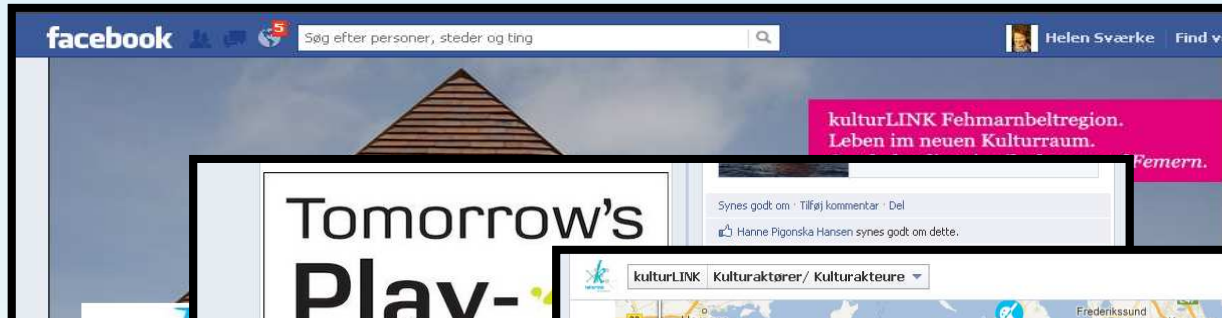 facebook
5
Søg efter personer, steder og ting
Helen Sværke
Find v
kulturLINK Fehmarnbeltregion.
Leben im neuen Kulturraum.
Femern.
Tomorrow's
Play-
Synes godt om · Tilføj kommentar · Del
Hanne Pigonska Hansen synes godt om dette.
kulturLINK Kulturaktører/ Kulturakteure
Frederikssund